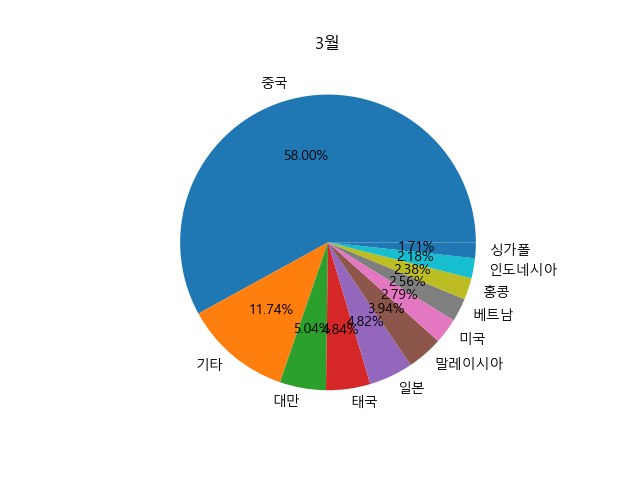 3월
중국
58.00%
1.71%
싱가폴
2.18%
인도네시아
2.38%
홍콩
2.56%
베트남
2.79%
미국
3.94%
말레이시아
4.82%
일본
4.84%
태국
5.04%
대만
11.74%
기타